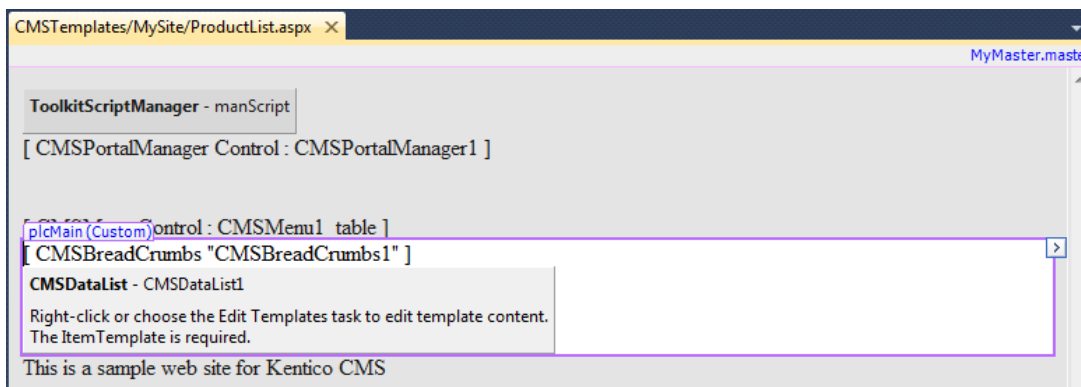 CMSTemplates/MySite/ProductList.aspx
MyMaster.maste
ToolkitScriptManager - manScript
[ CMSPortalManager Control : CMSPortalManager1 ]
ontrol : CMSMenu1_table ]
plcMain (Custom)
[ CMSBreadCrumbs "CMSBreadCrumbs1" ]
CMSDataList - CMSDataList1
Right-click or choose the Edit Templates task to edit template content.
The ItemTemplate is required.
This is a sample web site for Kentico CMS